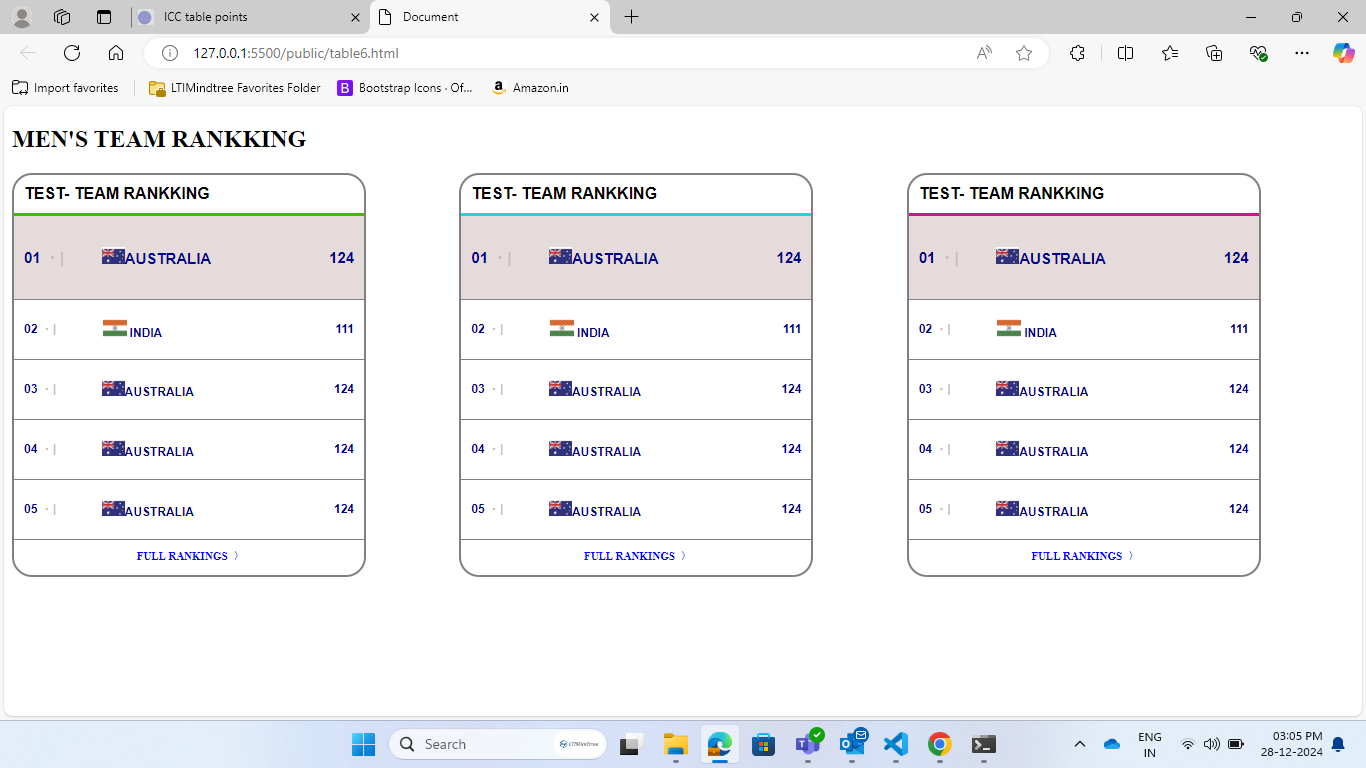 ICC table points
Document
127.0.0.1:5500/public/table6.html
Import favorites
LTIMindtree Favorites Folder
B Bootstrap Icons · Of...
a Amazon.in
MEN'S TEAM RANKKING
TEST- TEAM RANKKING
01 · | AUSTRALIA 124
02 · | INDIA 111
03 · | AUSTRALIA 124
04 · | AUSTRALIA 124
05 · | AUSTRALIA 124
FULL RANKINGS 〉
TEST- TEAM RANKKING
01 · | AUSTRALIA 124
02 · | INDIA 111
03 · | AUSTRALIA 124
04 · | AUSTRALIA 124
05 · | AUSTRALIA 124
FULL RANKINGS 〉
TEST- TEAM RANKKING
01 · | AUSTRALIA 124
02 · | INDIA 111
03 · | AUSTRALIA 124
04 · | AUSTRALIA 124
05 · | AUSTRALIA 124
FULL RANKINGS 〉
Search
LTIMindtree
ENG
IN
03:05 PM
28-12-2024